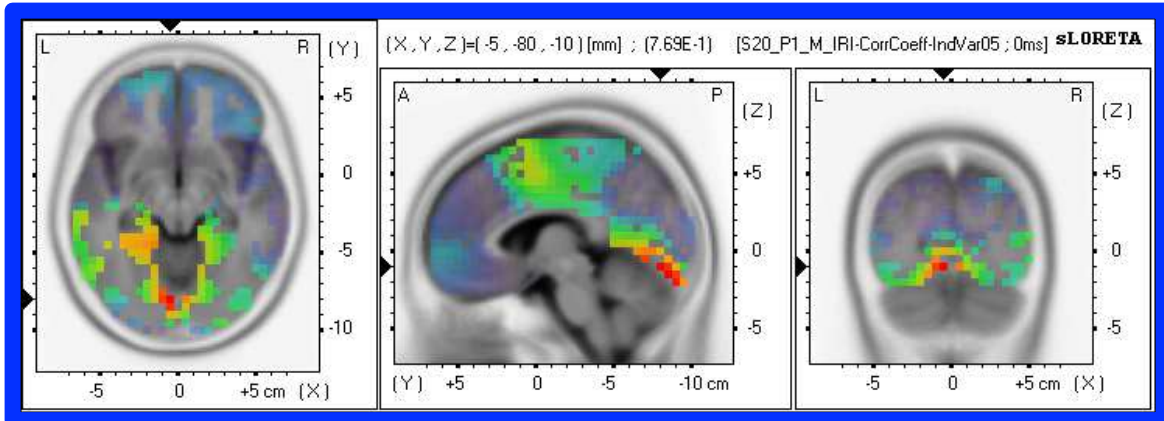 (X, Y, Z)=( -5, -80, -10 ) [mm] ; (7.69E-1) [S20_P1_M_IRI-CorrCoeff-IndVar05 ; 0ms] sLORETA
L R (Y)
+5
0
-5
-10
-5 0 +5 cm (X)
A P (Z)
+5
0
-5
(Y) +5 0 -5 -10 cm
L R (Z)
+5
0
-5
-5 0 +5 cm (X)